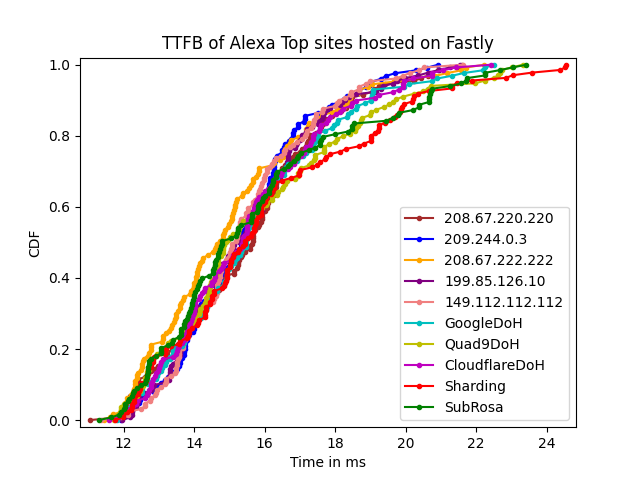 TTFB of Alexa Top sites hosted on Fastly
1.0
0.8
0.6
0.4
0.2
0.0
CDF
208.67.220.220
209.244.0.3
208.67.222.222
199.85.126.10
149.112.112.112
GoogleDoH
Quad9DoH
CloudflareDoH
Sharding
SubRosa
12 14 16 18 20 22 24
Time in ms